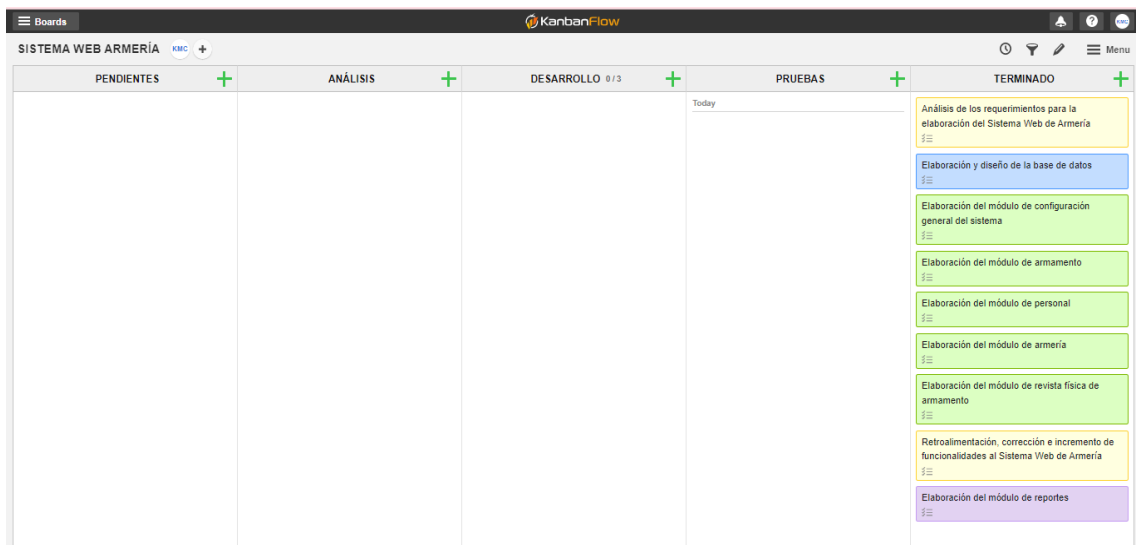 Boards
KanbanFlow
KMC
SISTEMA WEB ARMERÍA
KMC
Menu
PENDIENTES
ANÁLISIS
DESARROLLO 0/3
PRUEBAS
TERMINADO
Today
Análisis de los requerimientos para la
elaboración del Sistema Web de Armería
Elaboración y diseño de la base de datos
Elaboración del módulo de configuración
general del sistema
Elaboración del módulo de armamento
Elaboración del módulo de personal
Elaboración del módulo de armería
Elaboración del módulo de revista física de
armamento
Retroalimentación, corrección e incremento de
funcionalidades al Sistema Web de Armería
Elaboración del módulo de reportes